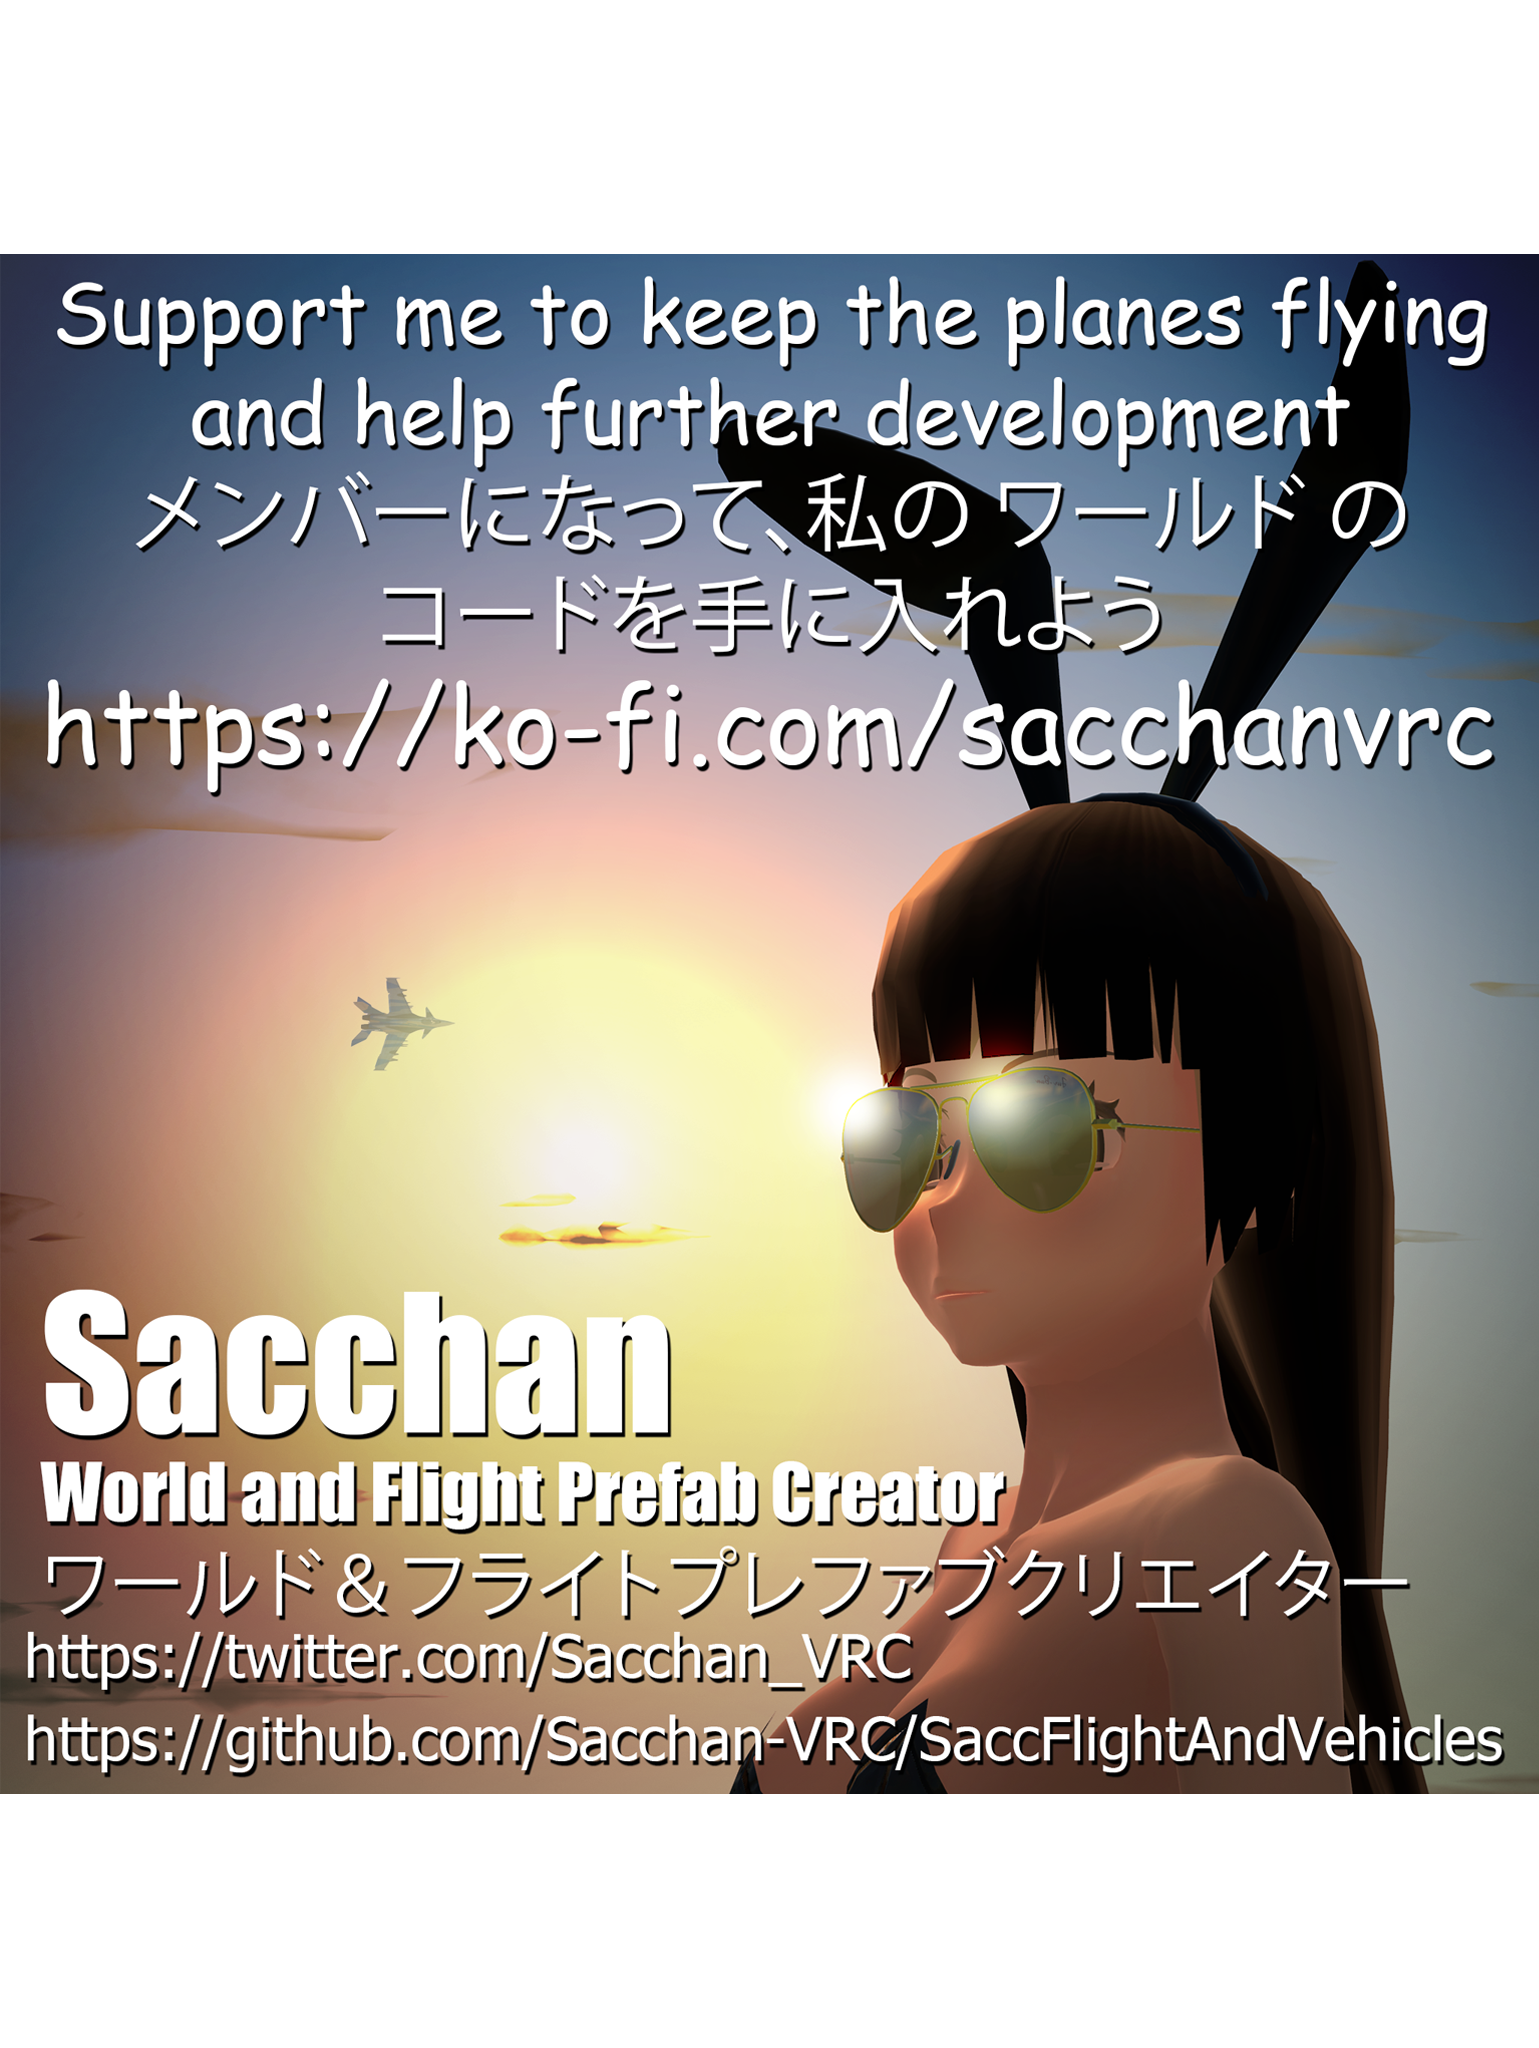 Support me to keep the planes flying
and help further development
メンバーになって、私の ワールド の
コードを手に入れよう
https://ko-fi.com/sacchanvrc
Sacchan
World and Flight Prefab Creator
ワールド＆フライトプレファブクリエイター
https://twitter.com/Sacchan_VRC
https://github.com/Sacchan-VRC/SaccFlightAndVehicles